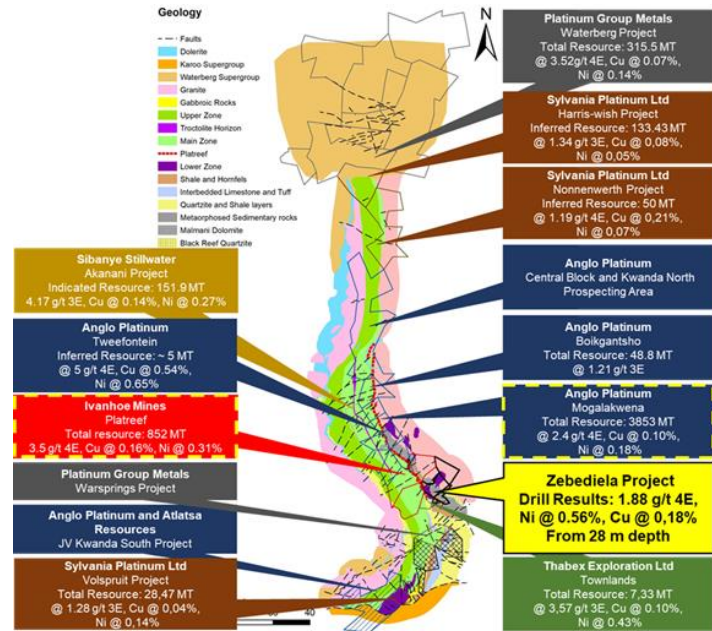 Geology
Faults
Dolerite
Karoo Supergroup
Waterberg Supergroup
Granite
Gabbroic Rocks
Upper Zone
Troctolite Horizon
Main Zone
Platreef
Lower Zone
Shale and Hornfels
Interbedded Limestone and Tuff
Quartzite and Shale layers
Metaorphosed Sedimentary rocks
Malmani Dolomite
Black Reef Quartzite
N
Platinum Group Metals
Waterberg Project
Total Resource: 315.5 MT
@ 3.52g/t 4E, Cu @ 0.07%,
Ni @ 0.14%
Sylvania Platinum Ltd
Harris-wish Project
Inferred Resource: 133.43 MT
@ 1.34 g/t 3E, Cu @ 0,08%,
Ni @ 0,05%
Sylvania Platinum Ltd
Nonnenwerth Project
Inferred Resource: 50 MT
@ 1.19 g/t 4E, Cu @ 0,21%,
Ni @ 0,07%
Anglo Platinum
Central Block and Kwanda North
Prospecting Area
Anglo Platinum
Boikgantsho
Total Resource: 48.8 MT
@ 1.21 g/t 3E
Anglo Platinum
Mogalakwena
Total Resource: 3853 MT
@ 2.4 g/t 4E, Cu @ 0.10%,
Ni @ 0.18%
Zebediela Project
Drill Results: 1.88 g/t 4E,
Ni @ 0.56%, Cu @ 0,18%
From 28 m depth
Thabex Exploration Ltd
Townlands
Total Resource: 7,33 MT
@ 3,57 g/t 3E, Cu @ 0.10%,
Ni @ 0.43%
Sibanye Stillwater
Akanani Project
Indicated Resource: 151.9 MT
4.17 g/t 3E, Cu @ 0.14%, Ni @ 0.27%
Anglo Platinum
Tweefontein
Inferred Resource: ~ 5 MT
@ 5 g/t 4E, Cu @ 0.54%,
Ni @ 0.65%
Ivanhoe Mines
Platreef
Total resource: 852 MT
3.5 g/t 4E, Cu @ 0.16%, Ni @ 0.31%
Platinum Group Metals
Warsprings Project
Anglo Platinum and Atlatsa
Resources
JV Kwanda South Project
Sylvania Platinum Ltd
Volspruit Project
Total Resource: 28,47 MT
@ 1.28 g/t 3E, Cu @ 0,04%,
Ni @ 0,14%
40